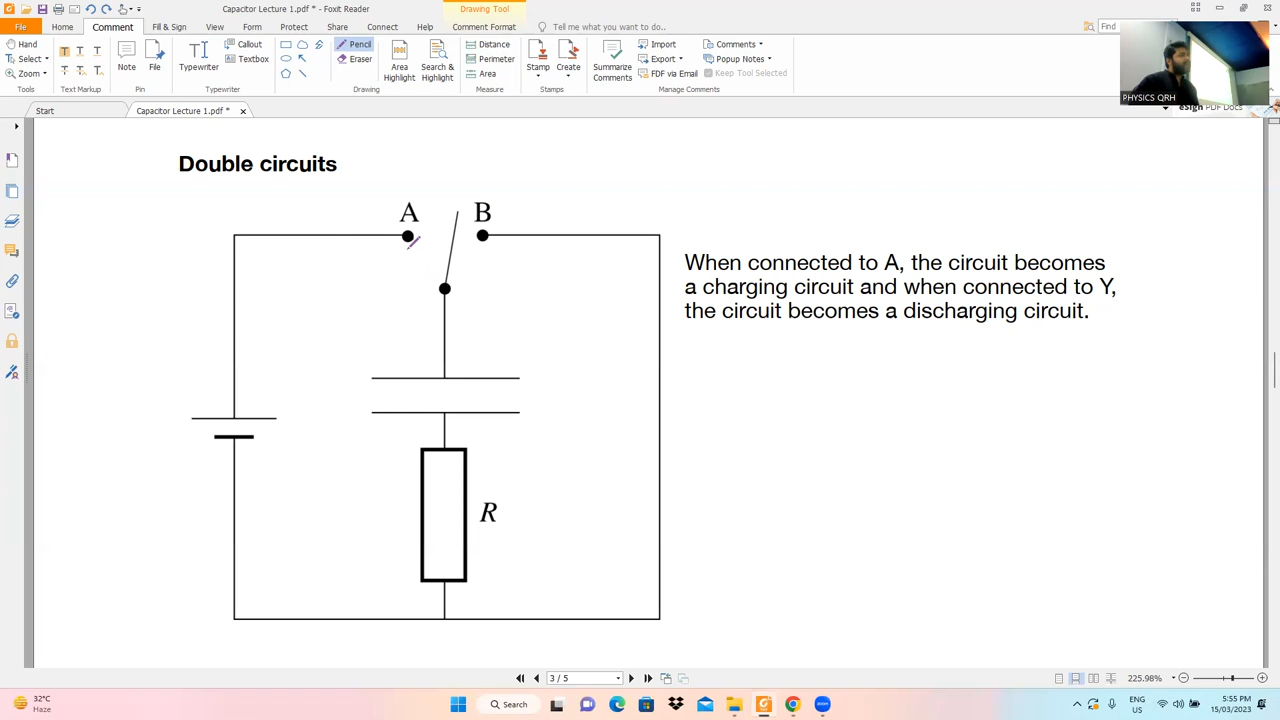 Capacitor Lecture 1.pdf * - Foxit Reader
Drawing Tool
File
Home
Comment
Fill & Sign
View
Form
Protect
Share
Connect
Help
Comment Format
Tell me what you want to do..
Find
Hand
Select
Zoom
Tools
Text Markup
Note
File
Pin
Typewriter
Callout
Textbox
Typewriter
Pencil
Eraser
Drawing
Area
Highlight
Search &
Highlight
Distance
Perimeter
Area
Measure
Stamp
Create
Stamps
Summarize
Comments
Import
Export
FDF via Email
Comments
Popup Notes
Keep Tool Selected
Manage Comments
PHYSICS QRH
eSign PDF Docs
Start
Capacitor Lecture 1.pdf *
Double circuits
A
B
When connected to A, the circuit becomes
a charging circuit and when connected to Y,
the circuit becomes a discharging circuit.
R
3 / 5
225.98%
32°C
Haze
Search
ENG
US
5:55 PM
15/03/2023